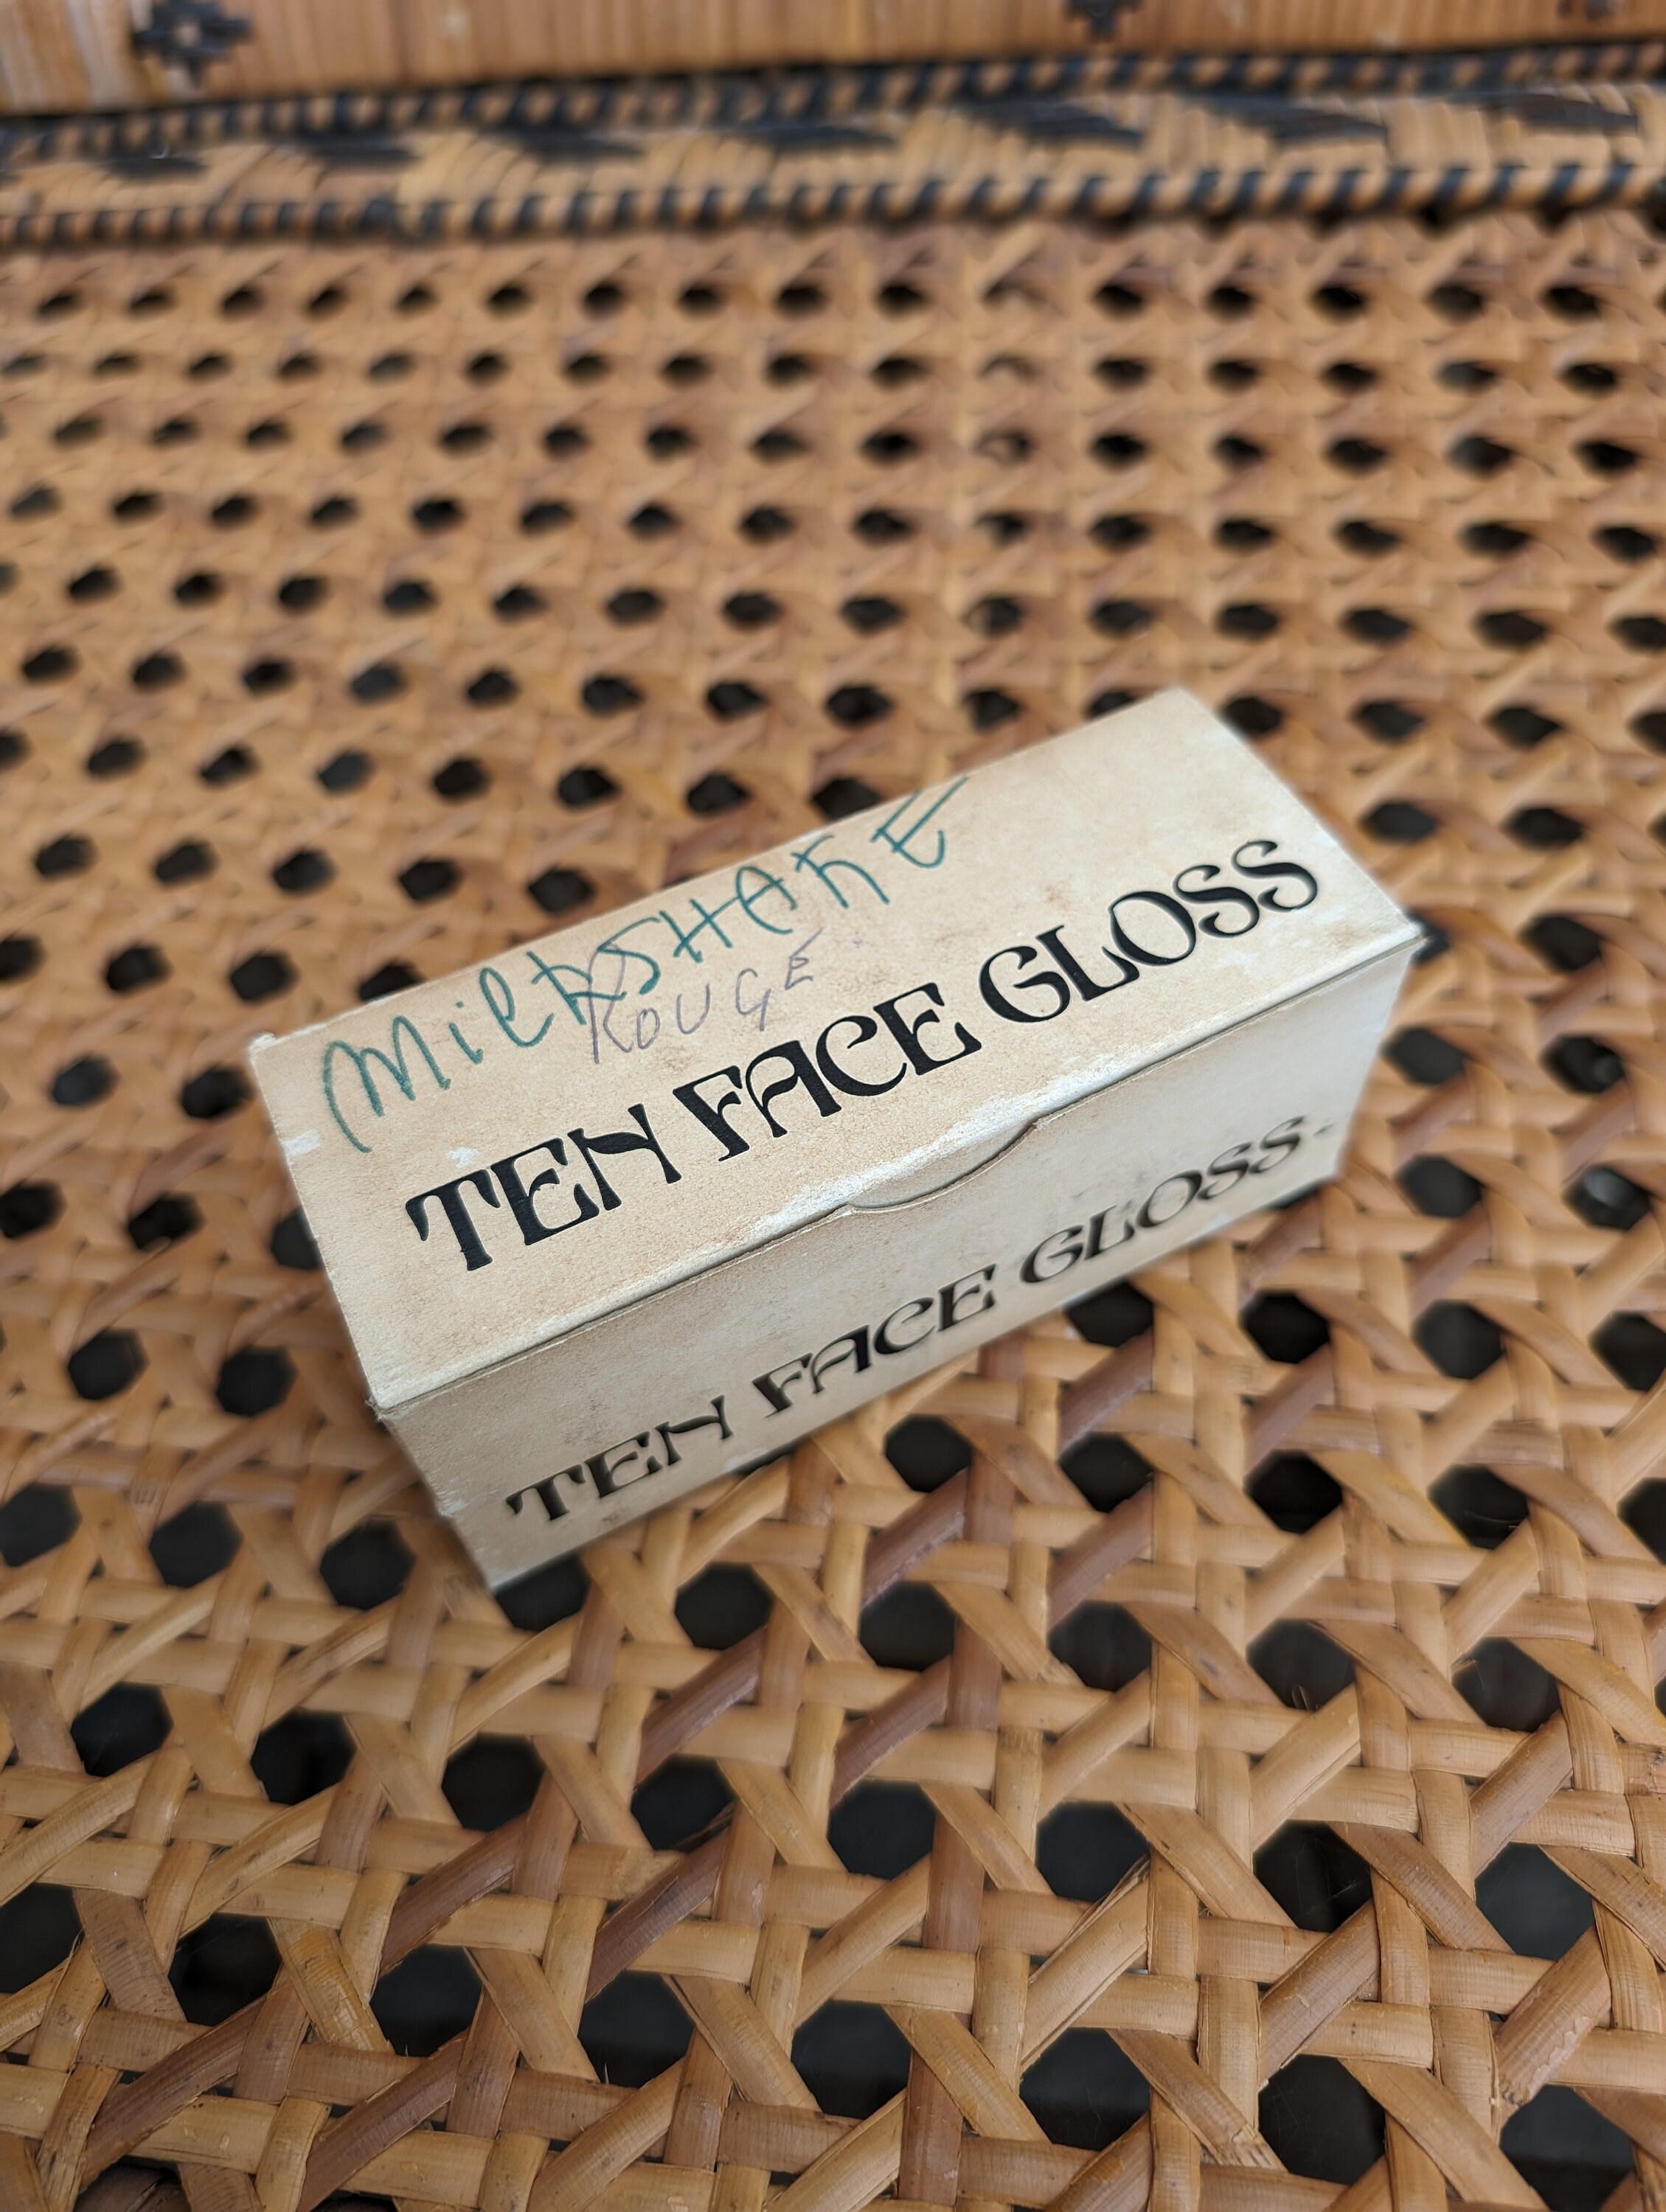 MilkSHAKE
ROUGE
TEN FACE GLOSS
TEN FACE GLOSS